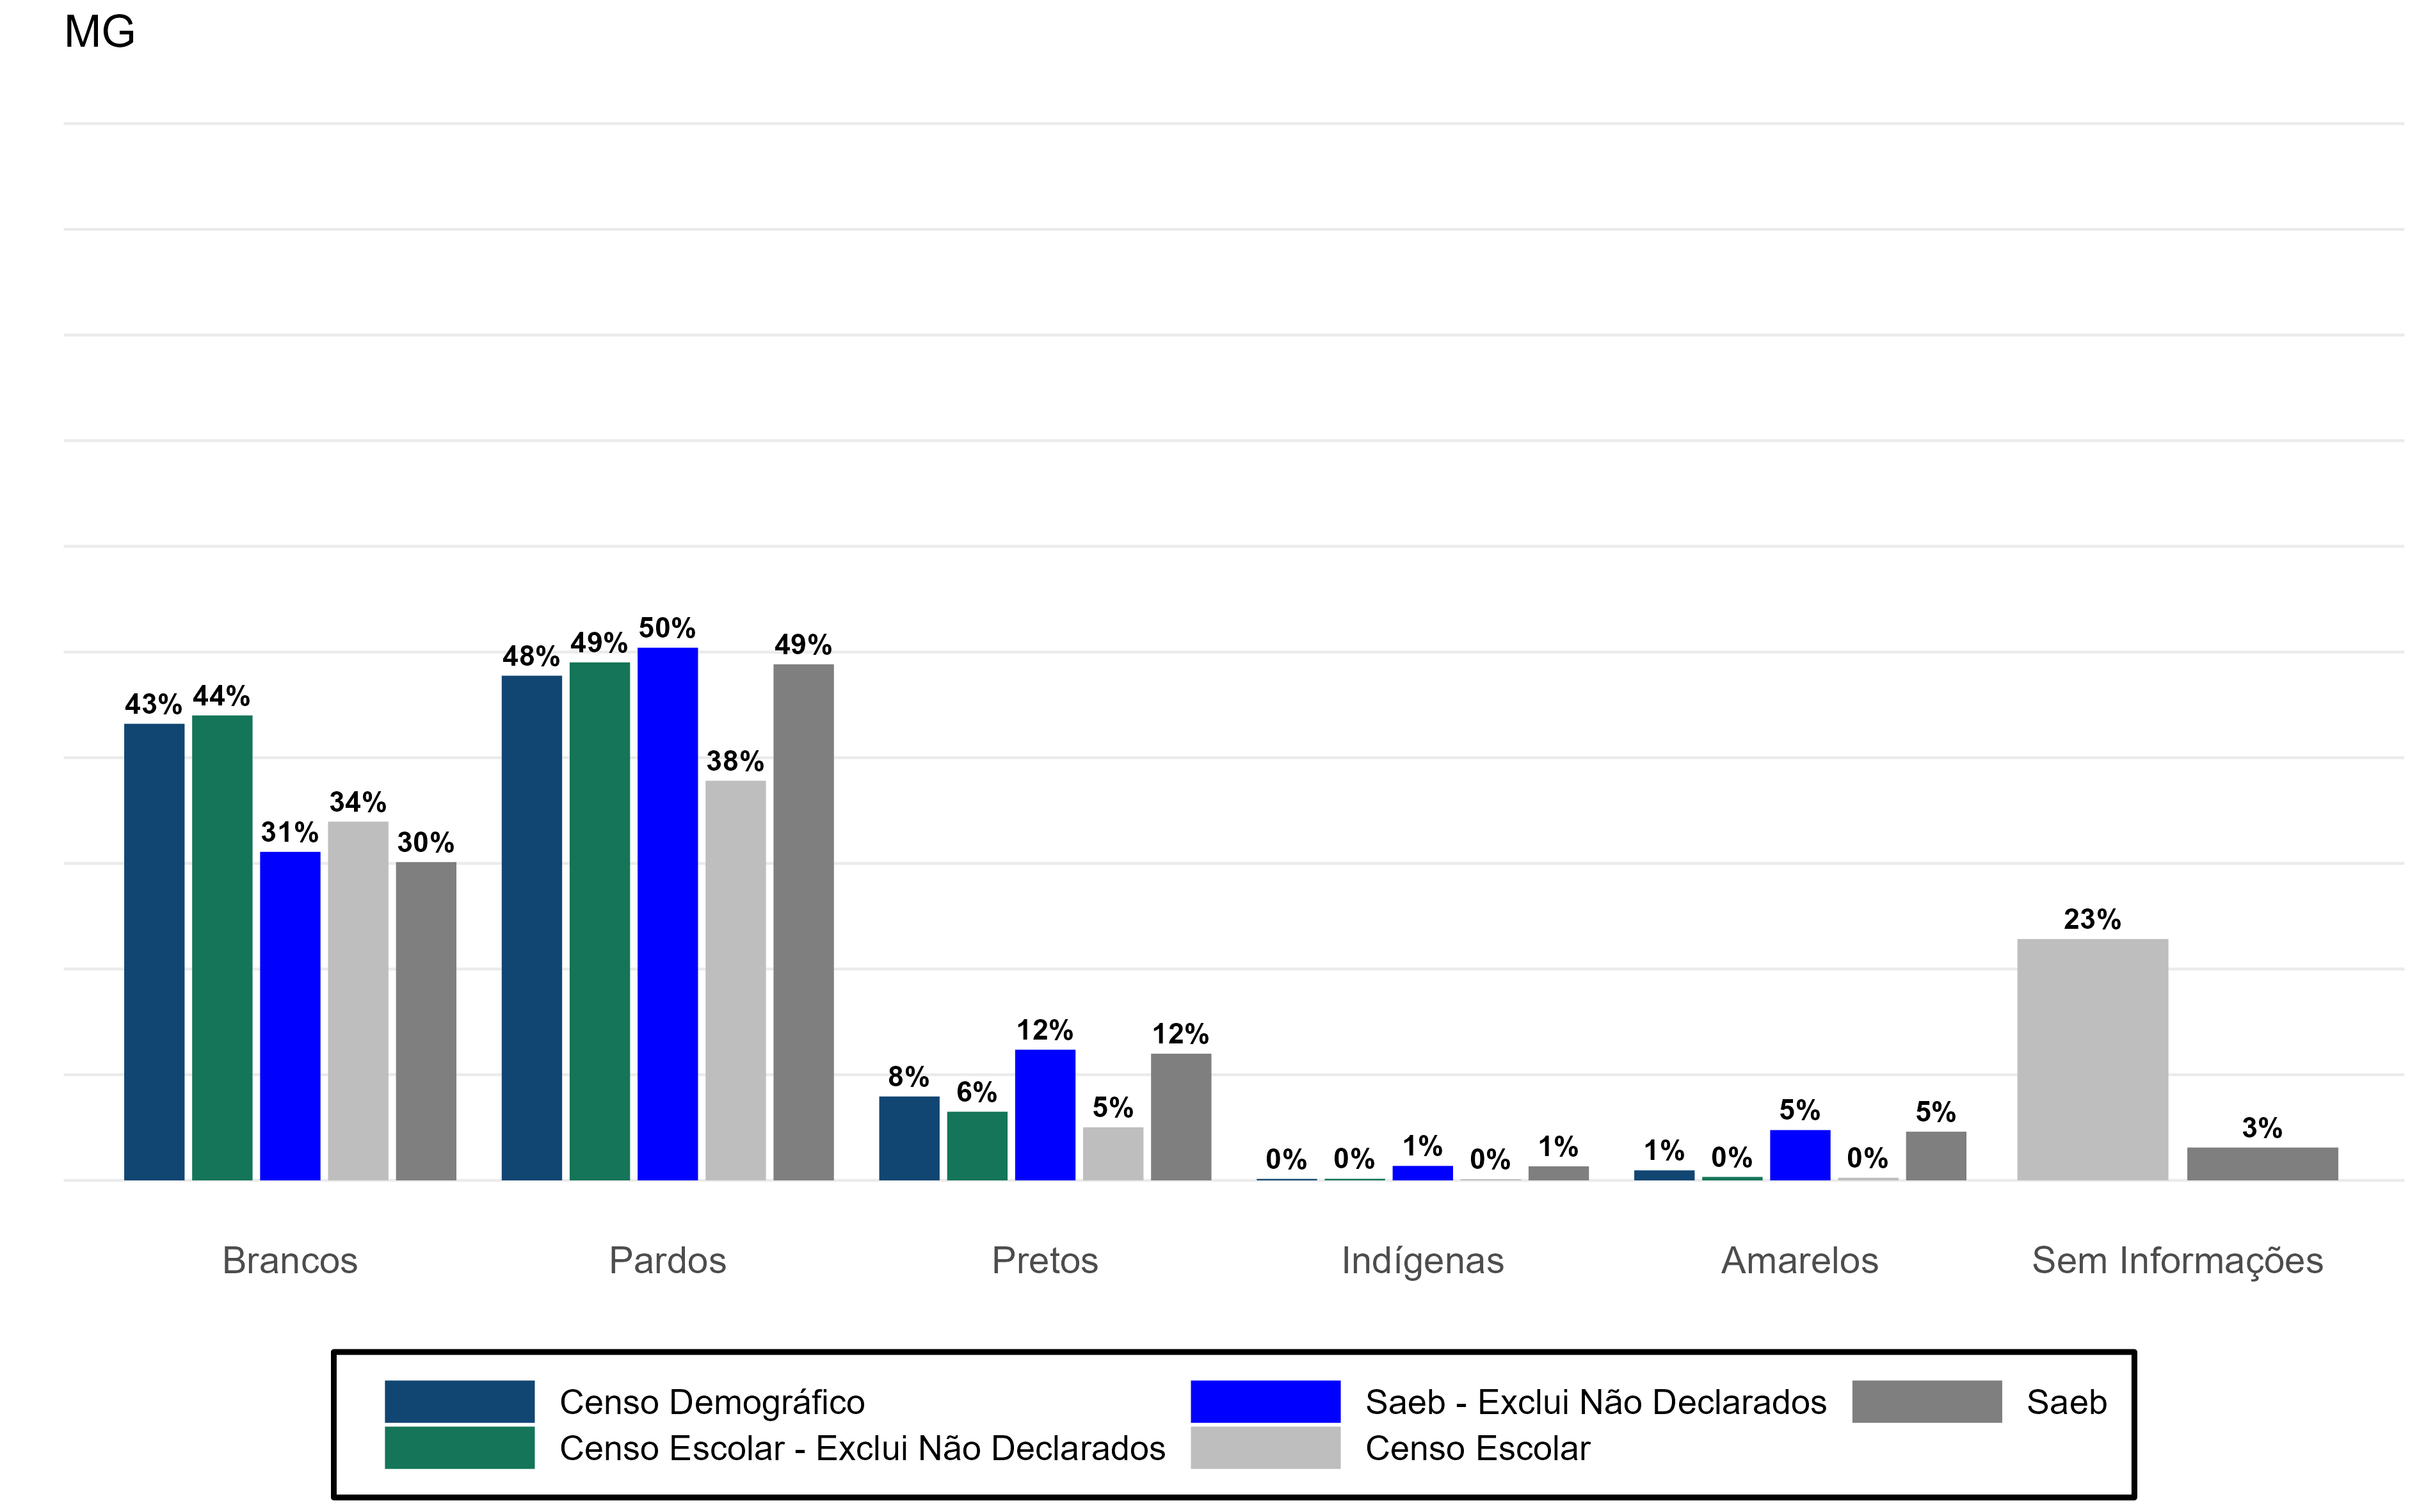 MG
43% 44% 31% 34% 30%
48% 49% 50% 38% 49%
8% 6% 12% 5% 12%
0% 0% 1% 0% 1%
1% 0% 5% 0% 5%
23% 3%
Brancos Pardos Pretos Indígenas Amarelos Sem Informações
Censo Demográfico Saeb - Exclui Não Declarados Saeb
Censo Escolar - Exclui Não Declarados Censo Escolar